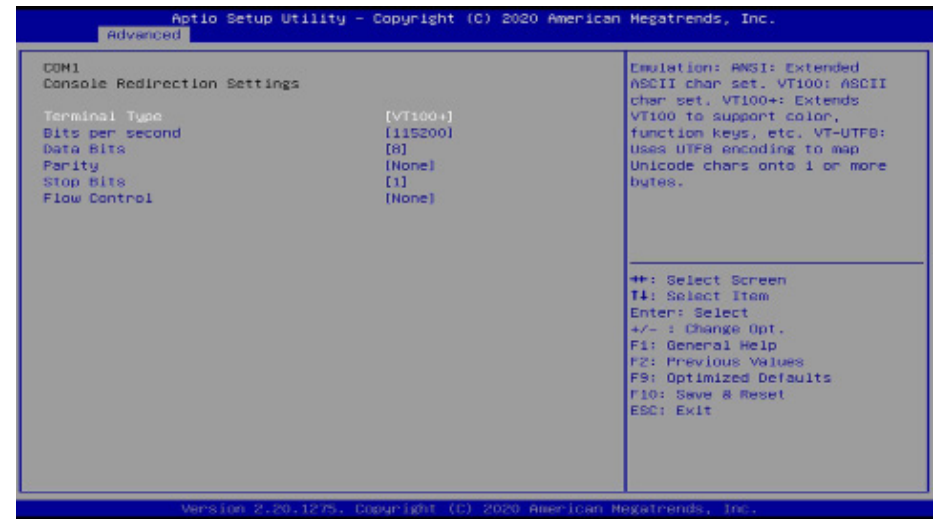 Aptio Setup Utility - Copyright (C) 2020 American Megatrends, Inc.
Advanced
COM1
Console Redirection Settings
Terminal Type [VT100+]
Bits per second [115200]
Data Bits [8]
Parity [None]
Stop Bits [1]
Flow Control [None]
Emulation: ANSI: Extended
ASCII char set. VT100: ASCII
char set. VT100+: Extends
VT100 to support color,
function keys, etc. VT-UTF8:
Uses UTF8 encoding to map
Unicode chars onto 1 or more
bytes.
→←: Select Screen
↑↓: Select Item
Enter: Select
+/- : Change Opt.
F1: General Help
F2: Previous Values
F9: Optimized Defaults
F10: Save & Reset
ESC: Exit
Version 2.20.1275. Copyright (C) 2020 American Megatrends, Inc.